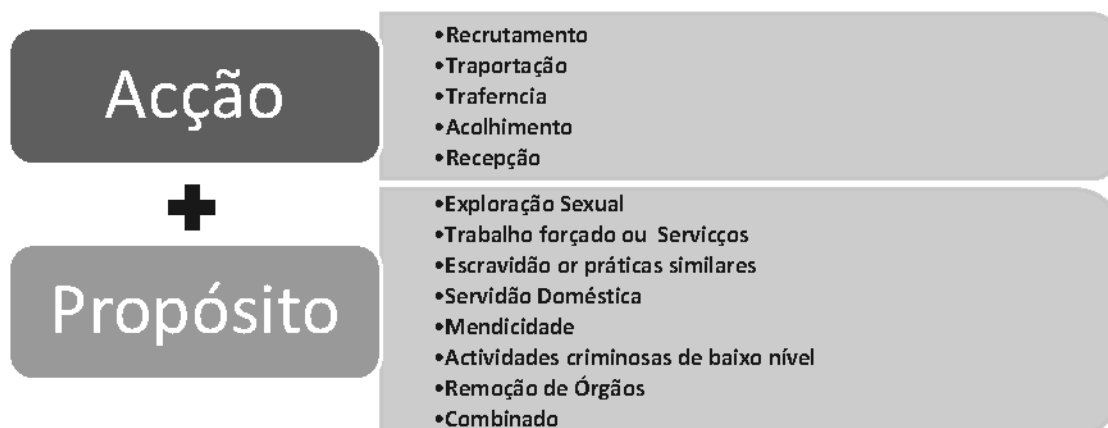 Acção
•Recrutamento
•Traportação
•Traferncia
•Acolhimento
•Recepção
Propósito
•Exploração Sexual
•Trabalho forçado ou Servicços
•Escravidão or práticas similares
•Servidão Doméstica
•Mendicidade
•Actividades criminosas de baixo nível
•Remoção de Órgãos
•Combinado